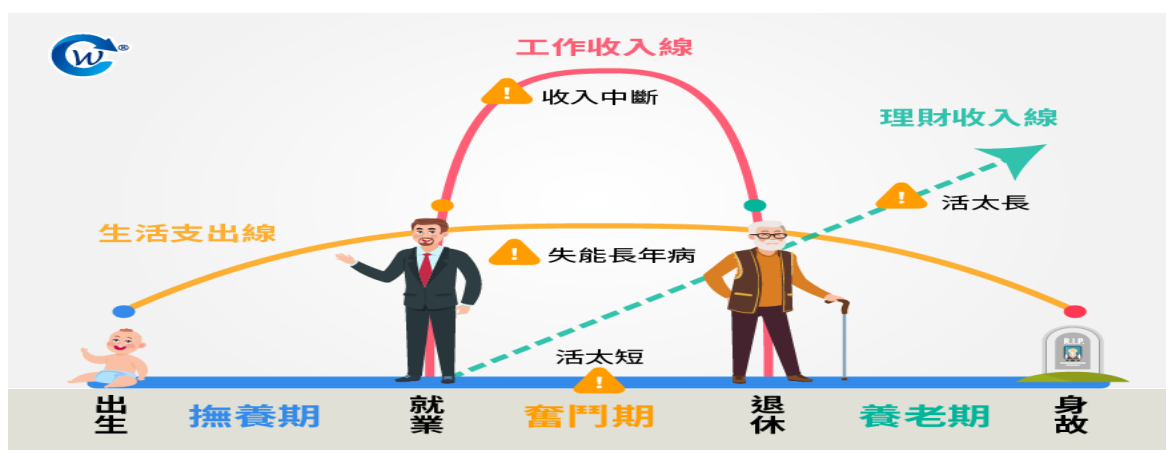 W®
工作收入線
收入中斷
理財收入線
活太長
生活支出線
失能長年病
活太短
R.I.P.
出生
撫養期
就業
奮鬥期
退休
養老期
身故